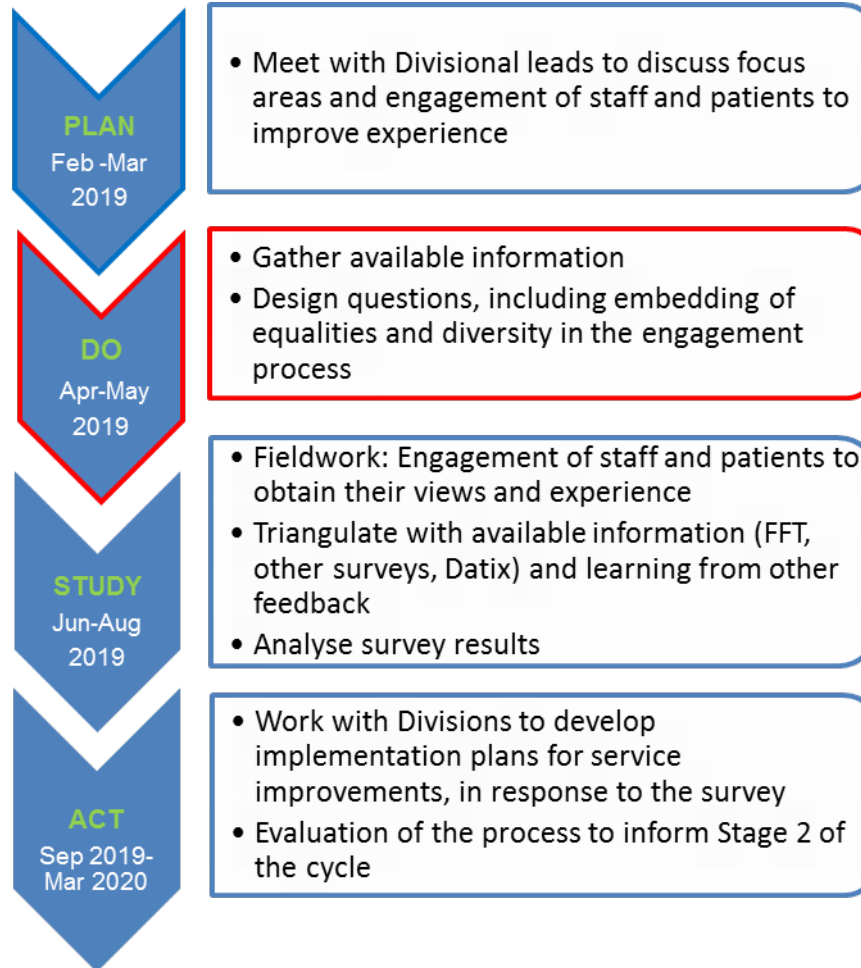 PLAN
Feb -Mar
2019
• Meet with Divisional leads to discuss focus
areas and engagement of staff and patients to
improve experience
DO
Apr-May
2019
• Gather available information
• Design questions, including embedding of
equalities and diversity in the engagement
process
STUDY
Jun-Aug
2019
• Fieldwork: Engagement of staff and patients to
obtain their views and experience
• Triangulate with available information (FFT,
other surveys, Datix) and learning from other
feedback
• Analyse survey results
ACT
Sep 2019-
Mar 2020
• Work with Divisions to develop
implementation plans for service
improvements, in response to the survey
• Evaluation of the process to inform Stage 2 of
the cycle